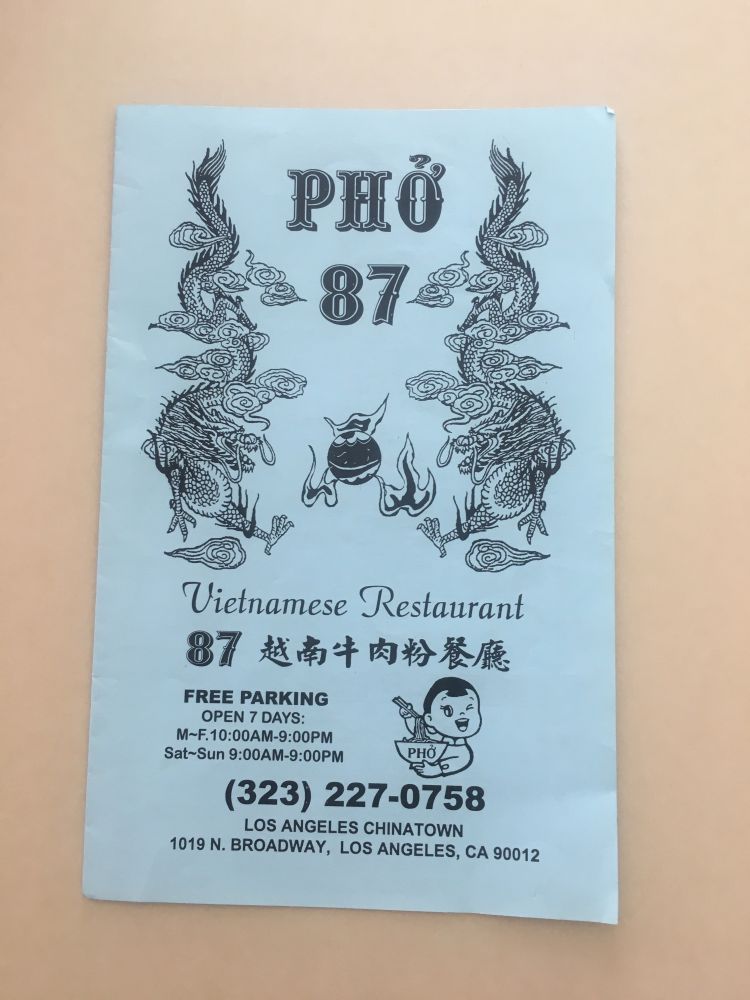 PHỞ
87
Vietnamese Restaurant
87 越南牛肉粉餐廳
FREE PARKING
OPEN 7 DAYS:
M~F.10:00AM-9:00PM
Sat~Sun 9:00AM-9:00PM
PHỞ
(323) 227-0758
LOS ANGELES CHINATOWN
1019 N. BROADWAY, LOS ANGELES, CA 90012